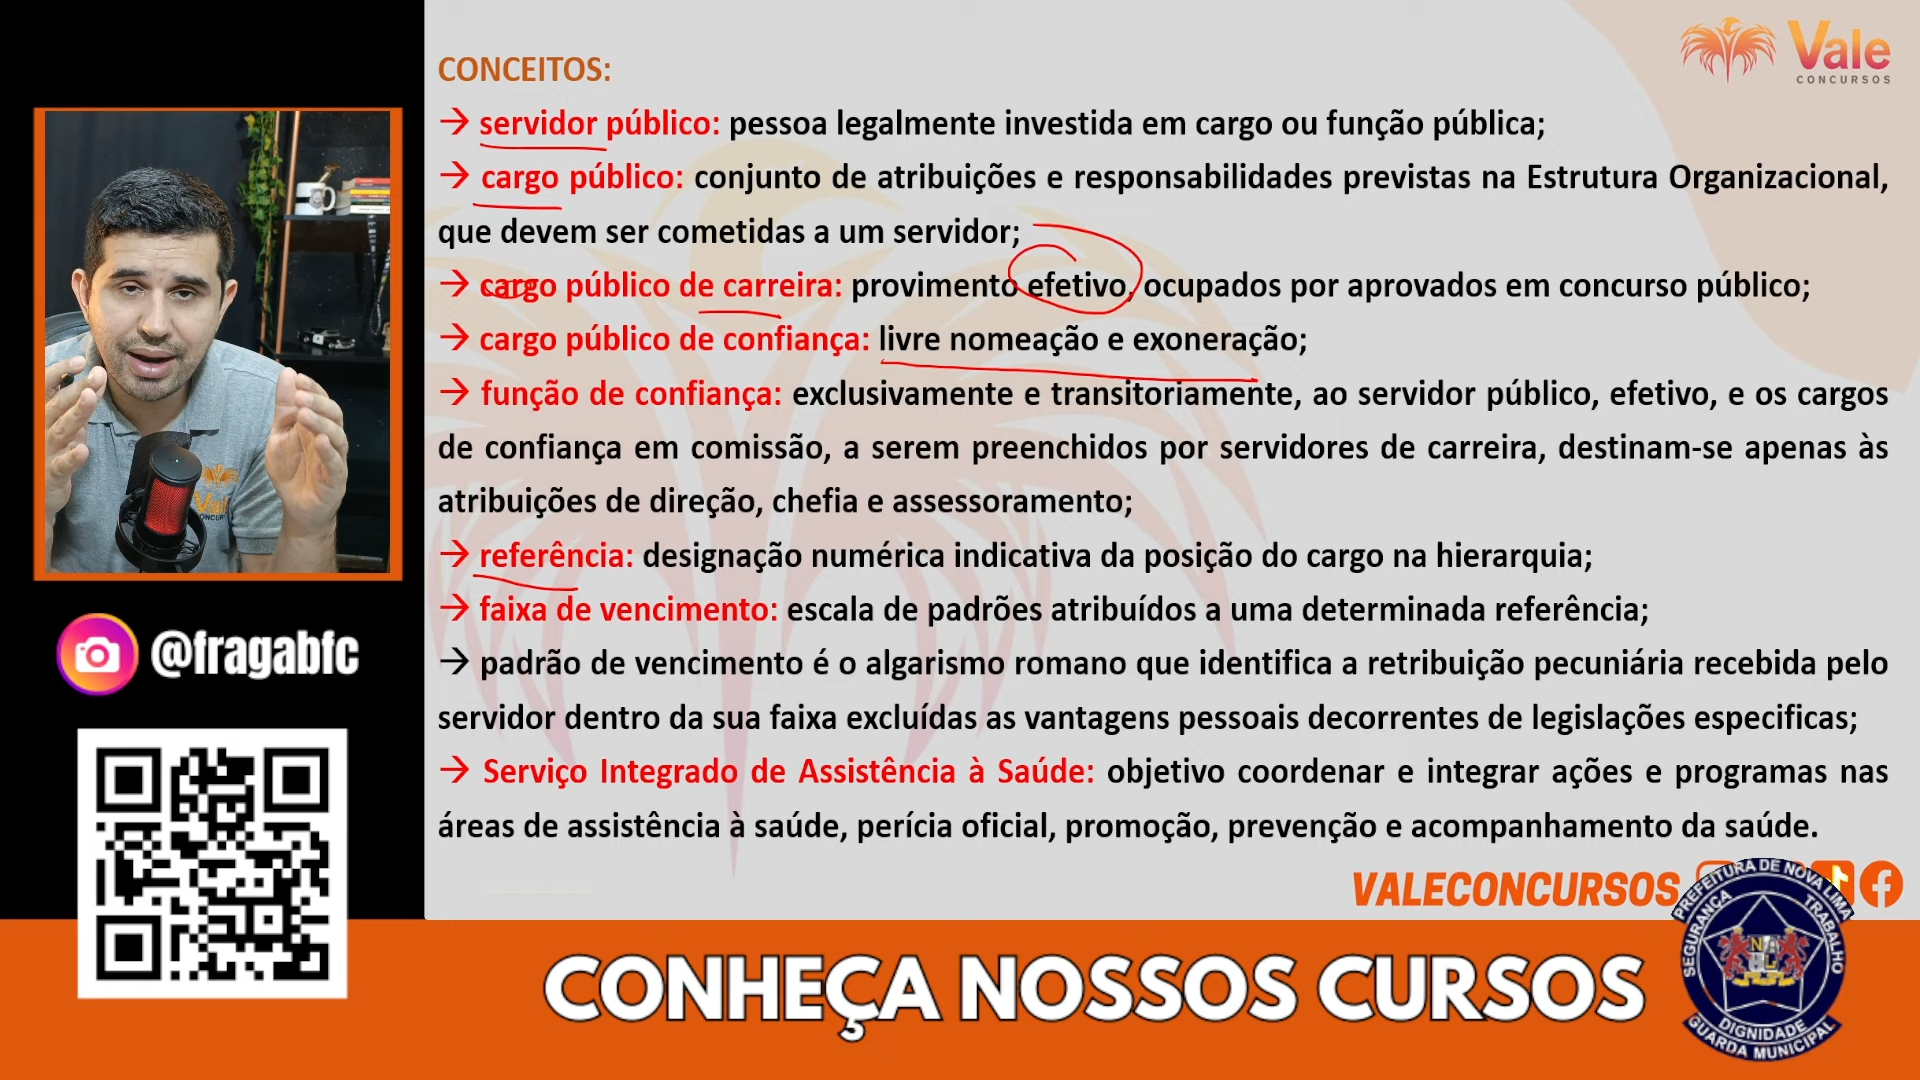 CONCEITOS:
→ servidor público: pessoa legalmente investida em cargo ou função pública;
→ cargo público: conjunto de atribuições e responsabilidades previstas na Estrutura Organizacional,
que devem ser cometidas a um servidor;
→ cargo público de carreira: provimento efetivo, ocupados por aprovados em concurso público;
→ cargo público de confiança: livre nomeação e exoneração;
→ função de confiança: exclusivamente e transitoriamente, ao servidor público, efetivo, e os cargos
de confiança em comissão, a serem preenchidos por servidores de carreira, destinam-se apenas às
atribuições de direção, chefia e assessoramento;
→ referência: designação numérica indicativa da posição do cargo na hierarquia;
→ faixa de vencimento: escala de padrões atribuídos a uma determinada referência;
→ padrão de vencimento é o algarismo romano que identifica a retribuição pecuniária recebida pelo
servidor dentro da sua faixa excluídas as vantagens pessoais decorrentes de legislações especificas;
→ Serviço Integrado de Assistência à Saúde: objetivo coordenar e integrar ações e programas nas
áreas de assistência à saúde, perícia oficial, promoção, prevenção e acompanhamento da saúde.
Vale
CONCURSOS
@fragabfc
VALECONCURSOS
CONHEÇA NOSSOS CURSOS
PREFEITURA DE NOVA LIMA
SEGURANÇA
TRABALHO
DIGNIDADE
GUARDA MUNICIPAL